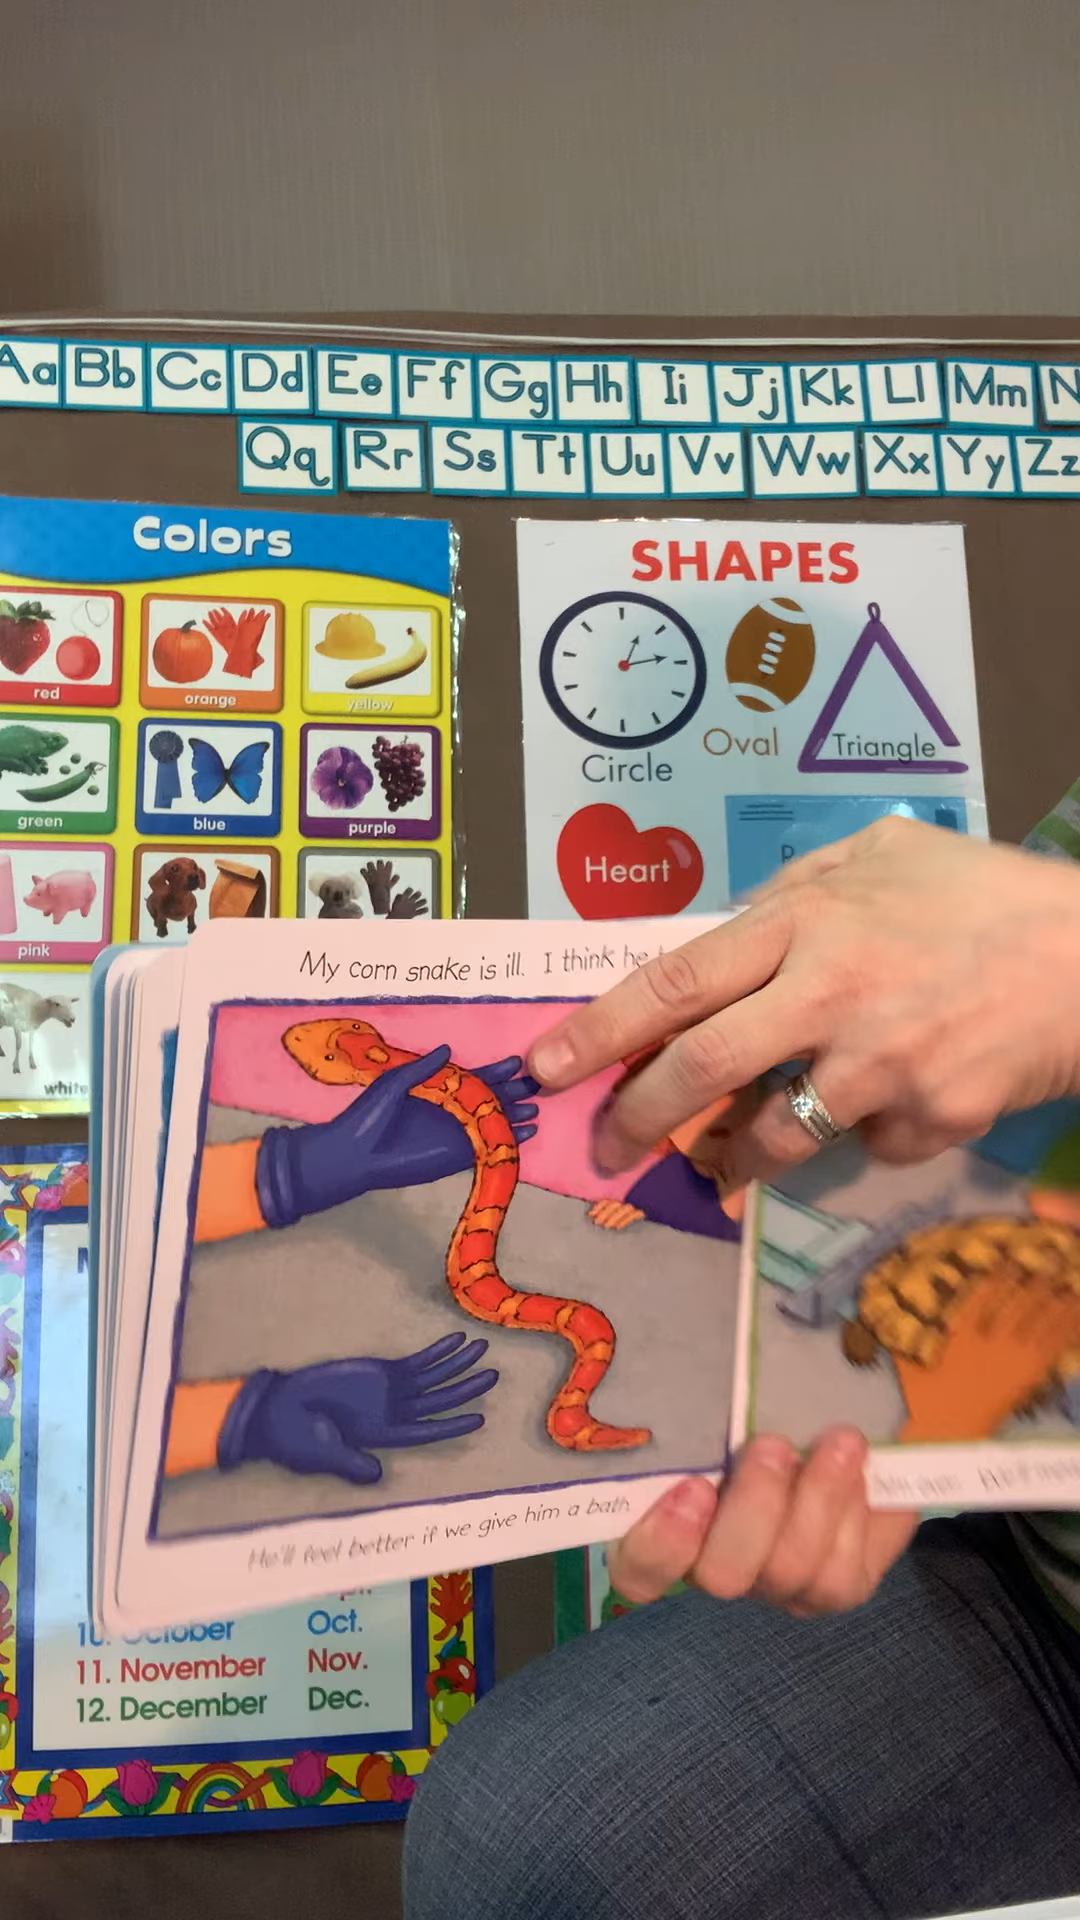 Aa Bb Cc Dd Ee Ff Gg Hh Ii Jj Kk Ll Mm N
Qq Rr Ss Tt Uu Vv Ww Xx Yy Zz
Colors
red orange yellow
green blue purple
pink
white
SHAPES
Circle
Oval
Triangle
Heart
R
My corn snake is ill. I think he
He'll feel better if we give him a bath
10. October Oct.
11. November Nov.
12. December Dec.